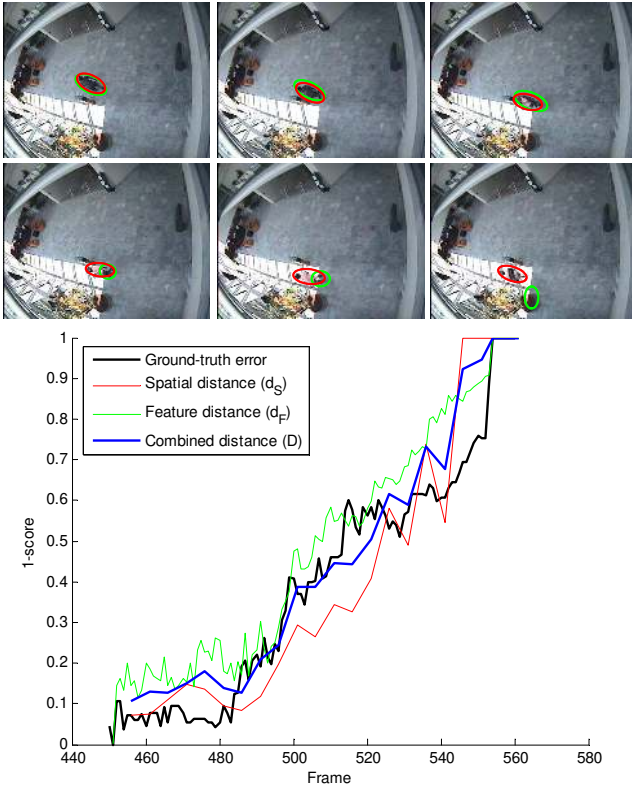 1
0.9
0.8
0.7
0.6
0.5
0.4
0.3
0.2
0.1
0
1-score
Ground-truth error
Spatial distance (d_S)
Feature distance (d_F)
Combined distance (D)
440 460 480 500 520 540 560 580
Frame